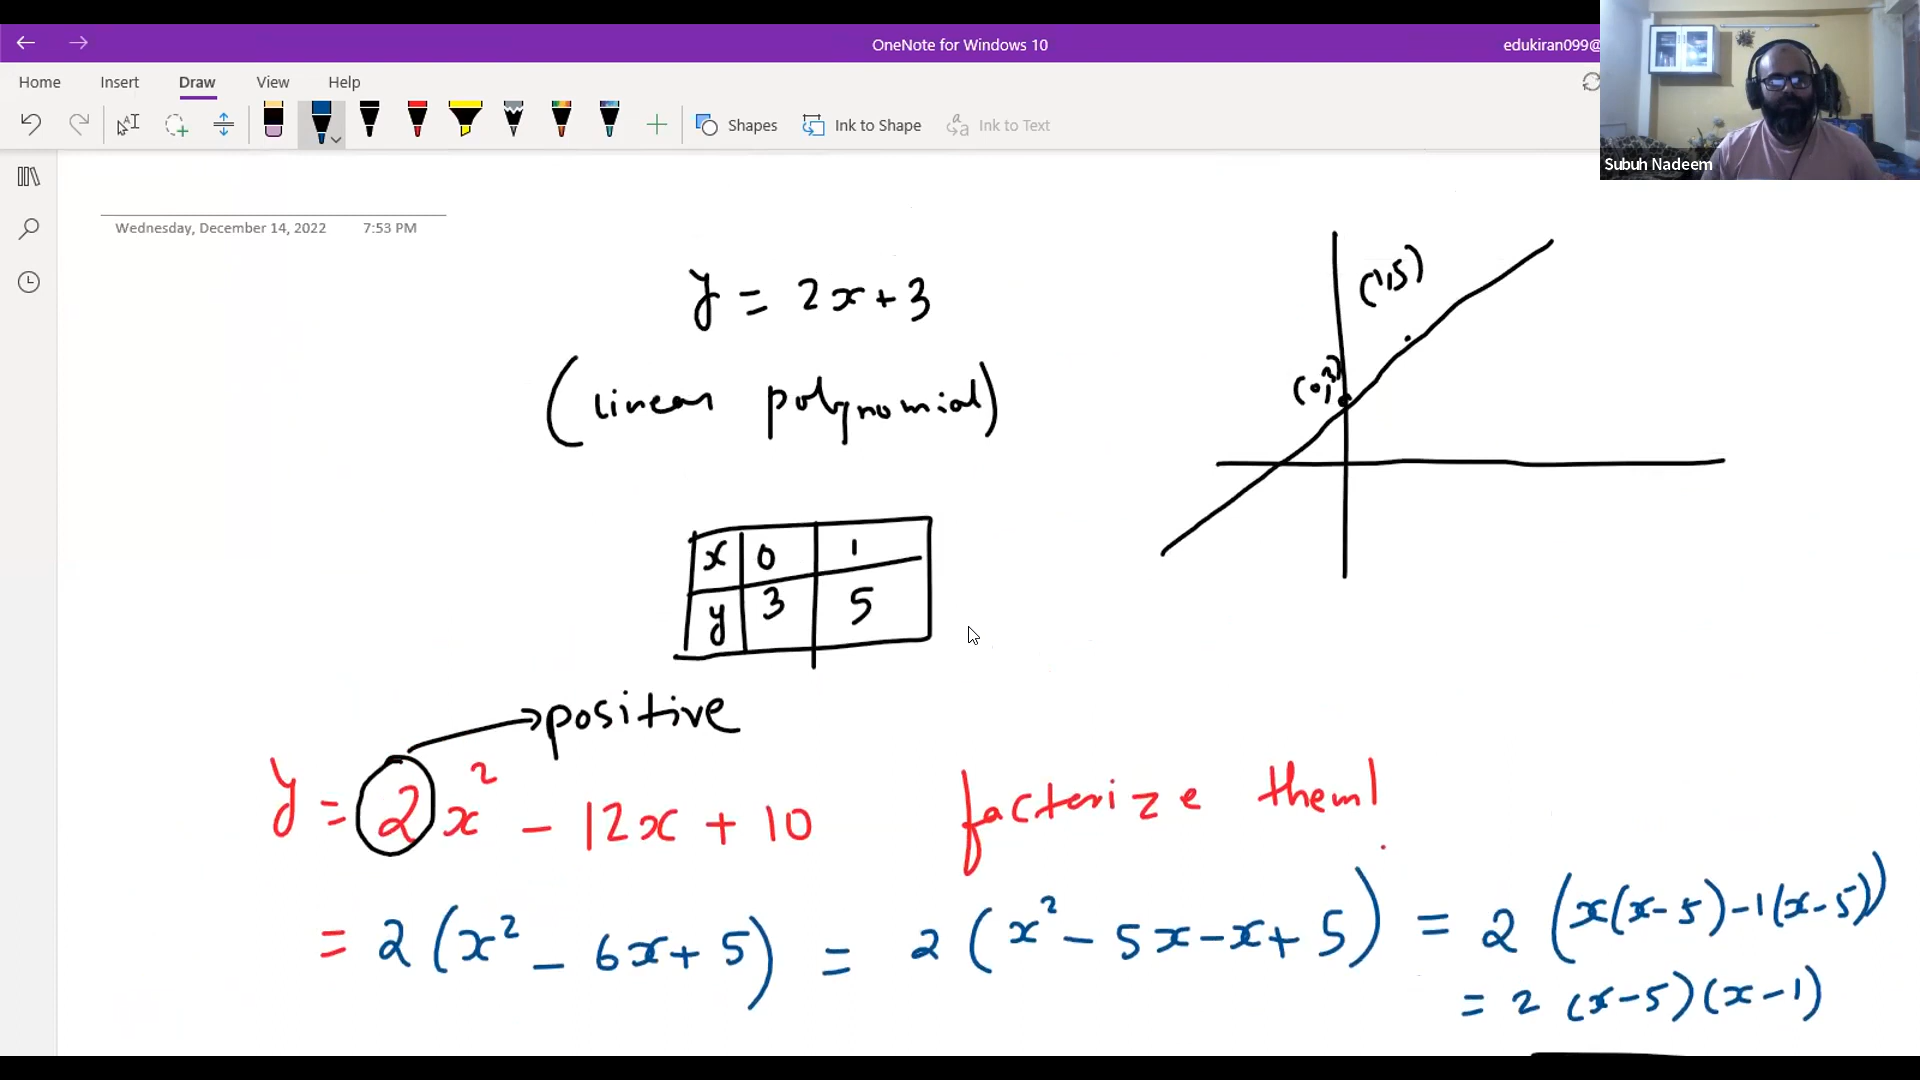 OneNote for Windows 10
edukiran099@
Home Insert Draw View Help
Shapes Ink to Shape Ink to Text
Subuh Nadeem
Wednesday, December 14, 2022 7:53 PM
y = 2x + 3
(linear polynomial)
(1,5)
(0,3)
x 0 1
y 3 5
positive
y = 2x² - 12x + 10 factorize them!
= 2(x² - 6x + 5) = 2(x² - 5x - x + 5) = 2(x(x-5)-1(x-5))
= 2(x-5)(x-1)